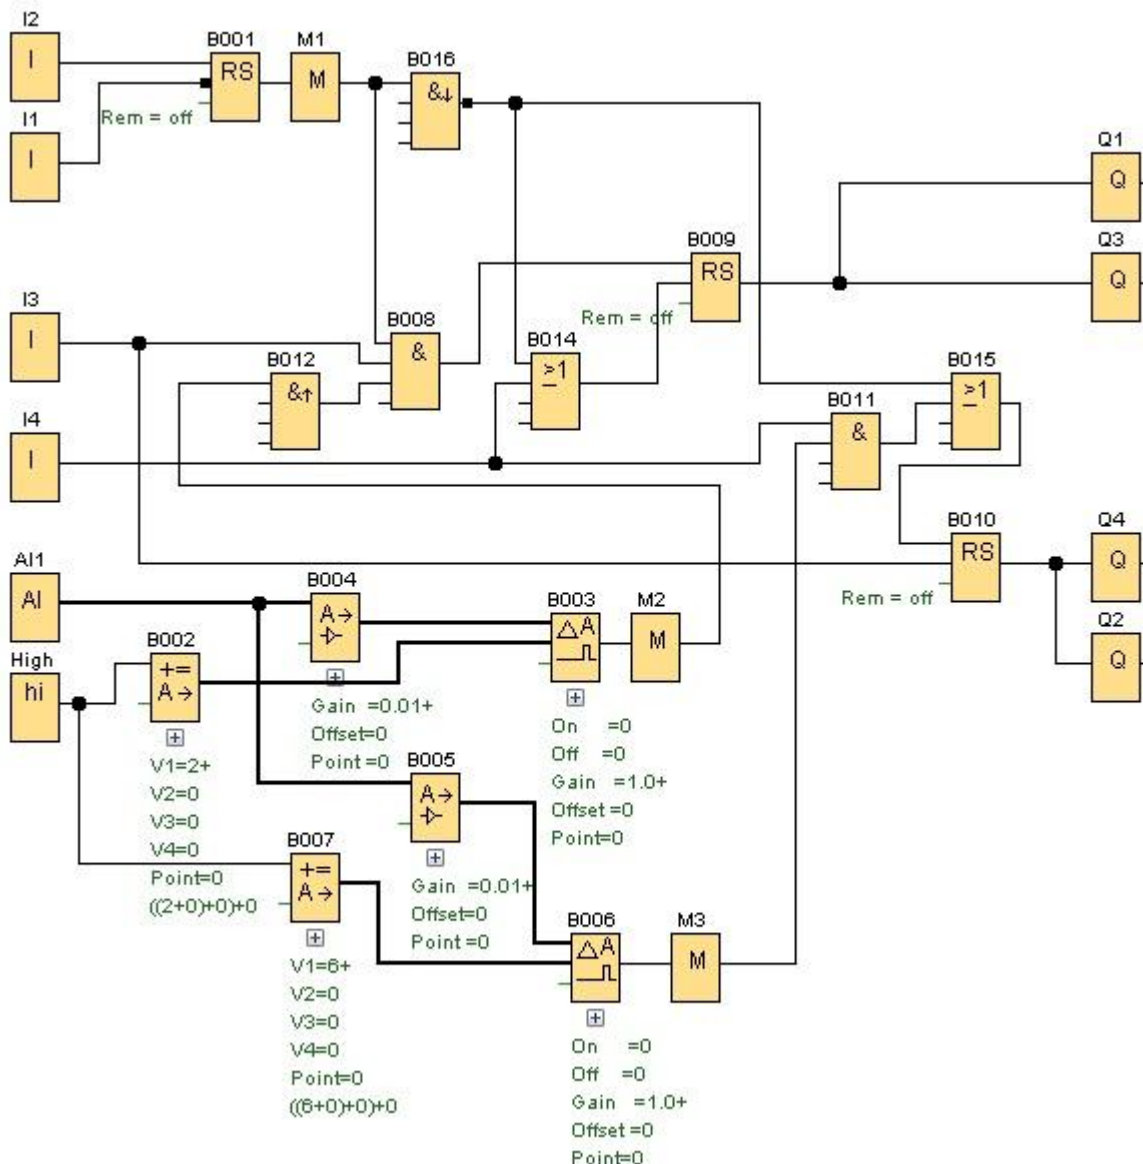 I2
I
B001
RS
M1
M
B016
&↓
Rem = off
I1
I
Q1
Q
B009
RS
Q3
Q
Rem = off
I3
I
B008
&
B012
&↑
B014
>1
B015
>1
B011
&
I4
I
B010
RS
Q4
Q
Rem = off
AI1
AI
B004
A→
B003
A
M2
M
Q2
Q
High
hi
B002
+=
A→
Gain =0.01+
Offset=0
Point =0
On =0
Off =0
Gain =1.0+
Offset =0
Point=0
V1=2+
V2=0
V3=0
V4=0
Point=0
((2+0)+0)+0
B005
A→
Gain =0.01+
Offset=0
Point =0
B007
+=
A→
V1=6+
V2=0
V3=0
V4=0
Point=0
((6+0)+0)+0
B006
A
M3
M
On =0
Off =0
Gain =1.0+
Offset =0
Point=0